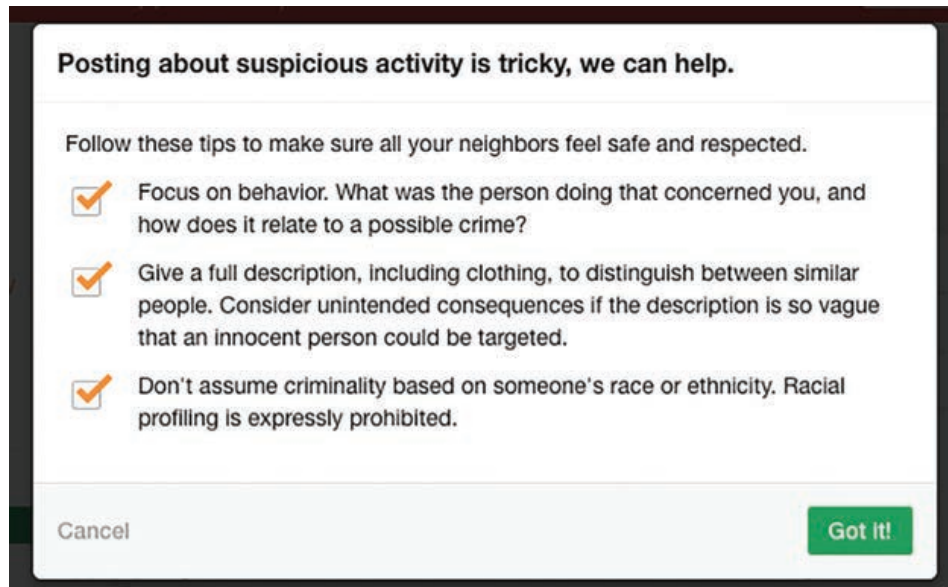 Posting about suspicious activity is tricky, we can help.
Follow these tips to make sure all your neighbors feel safe and respected.
Focus on behavior. What was the person doing that concerned you, and
how does it relate to a possible crime?
Give a full description, including clothing, to distinguish between similar
people. Consider unintended consequences if the description is so vague
that an innocent person could be targeted.
Don't assume criminality based on someone's race or ethnicity. Racial
profiling is expressly prohibited.
Cancel
Got it!